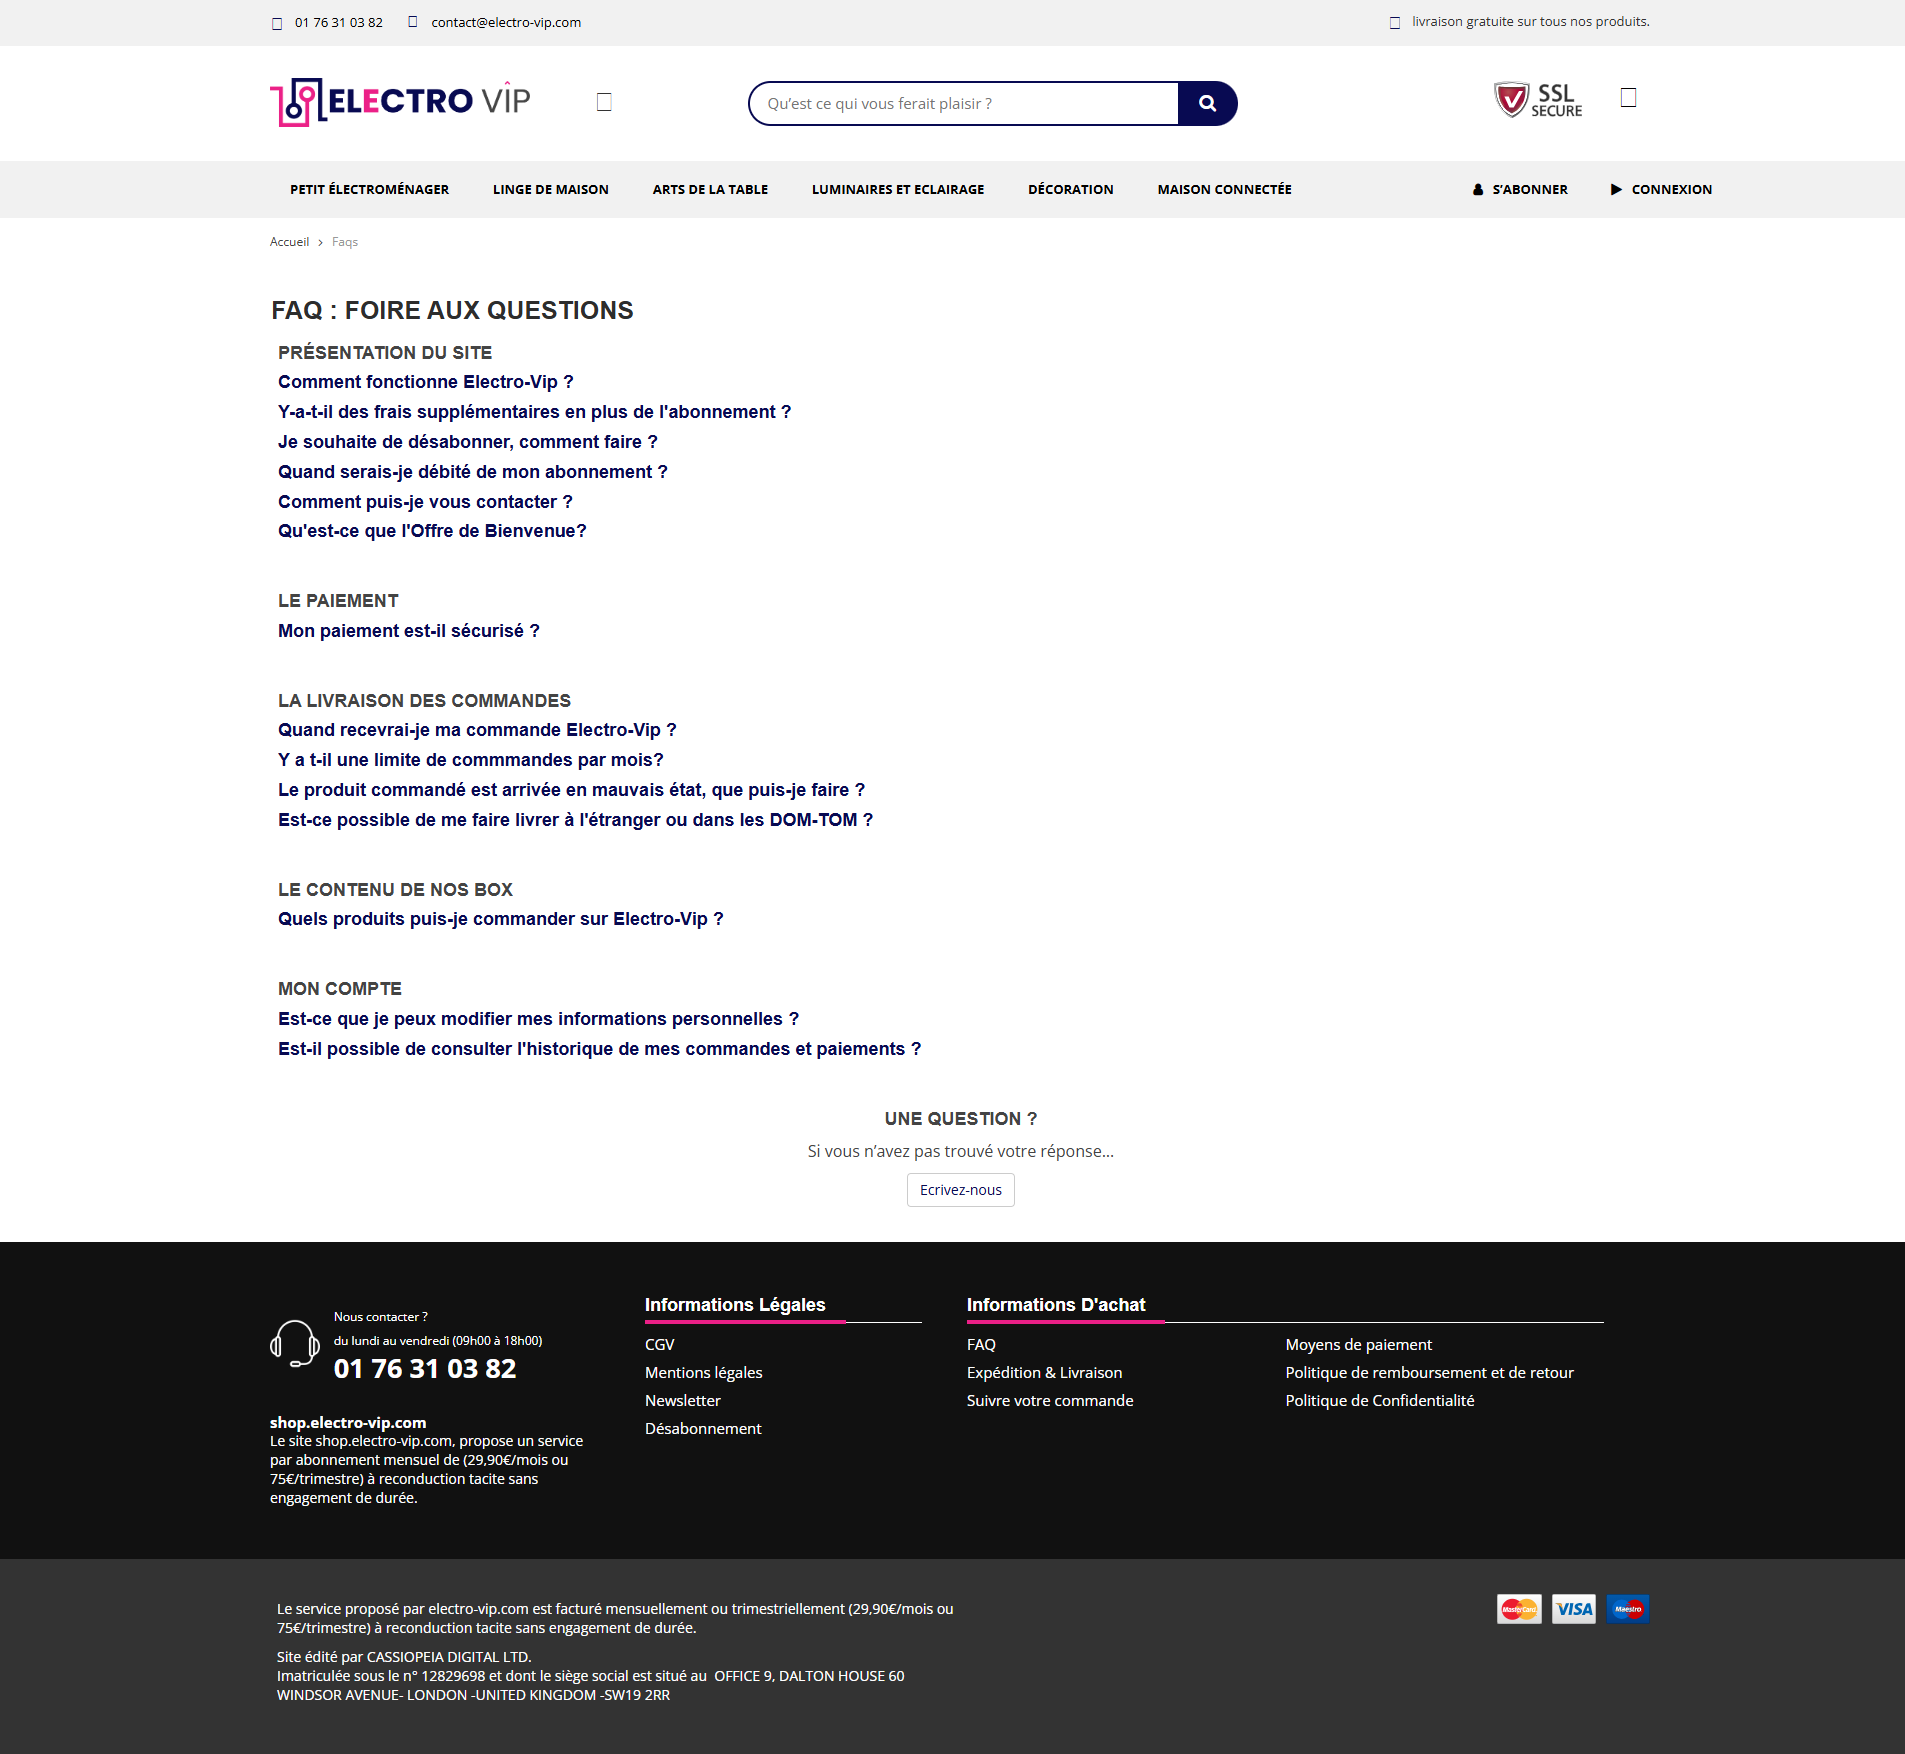 01 76 31 03 82 contact@electro-vip.com livraison gratuite sur tous nos produits.
ELECTRO VIP Qu'est ce qui vous ferait plaisir ? SSL SECURE
PETIT ÉLECTROMÉNAGER LINGE DE MAISON ARTS DE LA TABLE LUMINAIRES ET ECLAIRAGE DÉCORATION MAISON CONNECTÉE S'ABONNER CONNEXION
Accueil > Faqs
FAQ : FOIRE AUX QUESTIONS
PRÉSENTATION DU SITE
Comment fonctionne Electro-Vip ?
Y-a-t-il des frais supplémentaires en plus de l'abonnement ?
Je souhaite de désabonner, comment faire ?
Quand serais-je débité de mon abonnement ?
Comment puis-je vous contacter ?
Qu'est-ce que l'Offre de Bienvenue?
LE PAIEMENT
Mon paiement est-il sécurisé ?
LA LIVRAISON DES COMMANDES
Quand recevrai-je ma commande Electro-Vip ?
Y a t-il une limite de commmandes par mois?
Le produit commandé est arrivée en mauvais état, que puis-je faire ?
Est-ce possible de me faire livrer à l'étranger ou dans les DOM-TOM ?
LE CONTENU DE NOS BOX
Quels produits puis-je commander sur Electro-Vip ?
MON COMPTE
Est-ce que je peux modifier mes informations personnelles ?
Est-il possible de consulter l'historique de mes commandes et paiements ?
UNE QUESTION ?
Si vous n'avez pas trouvé votre réponse...
Ecrivez-nous
Nous contacter ?
du lundi au vendredi (09h00 à 18h00)
01 76 31 03 82
shop.electro-vip.com
Le site shop.electro-vip.com, propose un service
par abonnement mensuel de (29,90€/mois ou
75€/trimestre) à reconduction tacite sans
engagement de durée.
Informations Légales
CGV
Mentions légales
Newsletter
Désabonnement
Informations D'achat
FAQ
Expédition & Livraison
Suivre votre commande
Moyens de paiement
Politique de remboursement et de retour
Politique de Confidentialité
Le service proposé par electro-vip.com est facturé mensuellement ou trimestriellement (29,90€/mois ou
75€/trimestre) à reconduction tacite sans engagement de durée.
Site édité par CASSIOPEIA DIGITAL LTD.
Imatriculée sous le n° 12829698 et dont le siège social est situé au OFFICE 9, DALTON HOUSE 60
WINDSOR AVENUE- LONDON -UNITED KINGDOM -SW19 2RR
MasterCard VISA Maestro